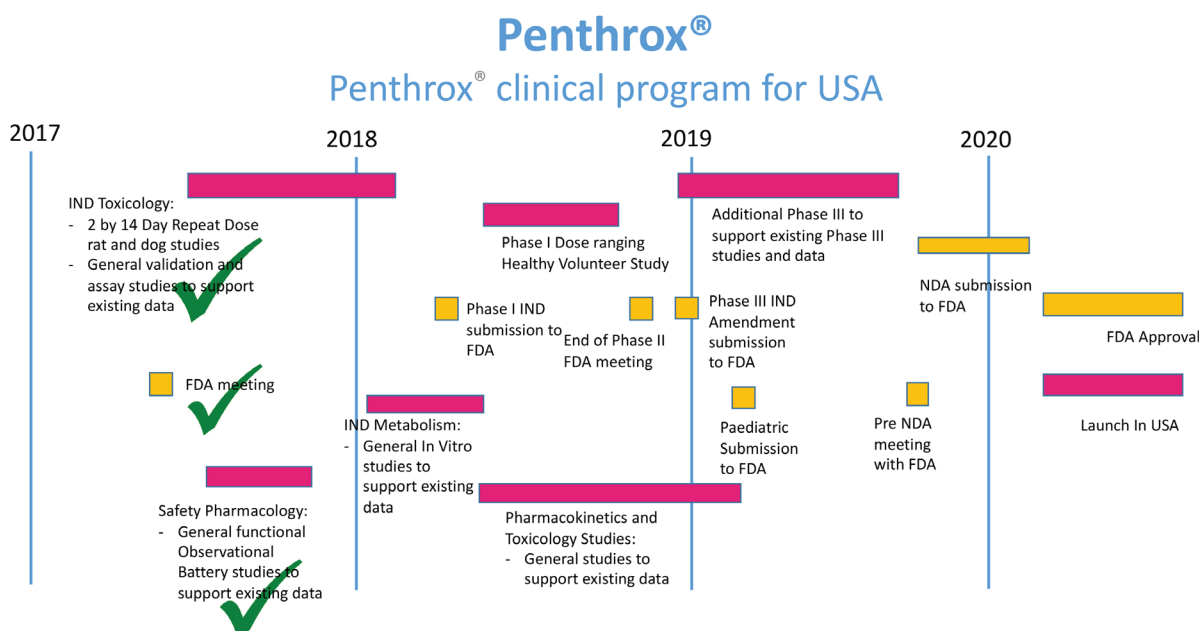 Penthrox®
Penthrox® clinical program for USA
2017
2018
2019
2020
IND Toxicology:
- 2 by 14 Day Repeat Dose
rat and dog studies
- General validation and
assay studies to support
existing data
Phase I Dose ranging
Healthy Volunteer Study
Additional Phase III to
support existing Phase III
studies and data
NDA submission
to FDA
Phase I IND
submission to
FDA
End of Phase II
FDA meeting
Phase III IND
Amendment
submission
to FDA
FDA Approval
FDA meeting
IND Metabolism:
- General In Vitro
studies to
support existing
data
Paediatric
Submission
to FDA
Pre NDA
meeting
with FDA
Launch In USA
Safety Pharmacology:
- General functional
Observational
Battery studies to
support existing data
Pharmacokinetics and
Toxicology Studies:
- General studies to
support existing data